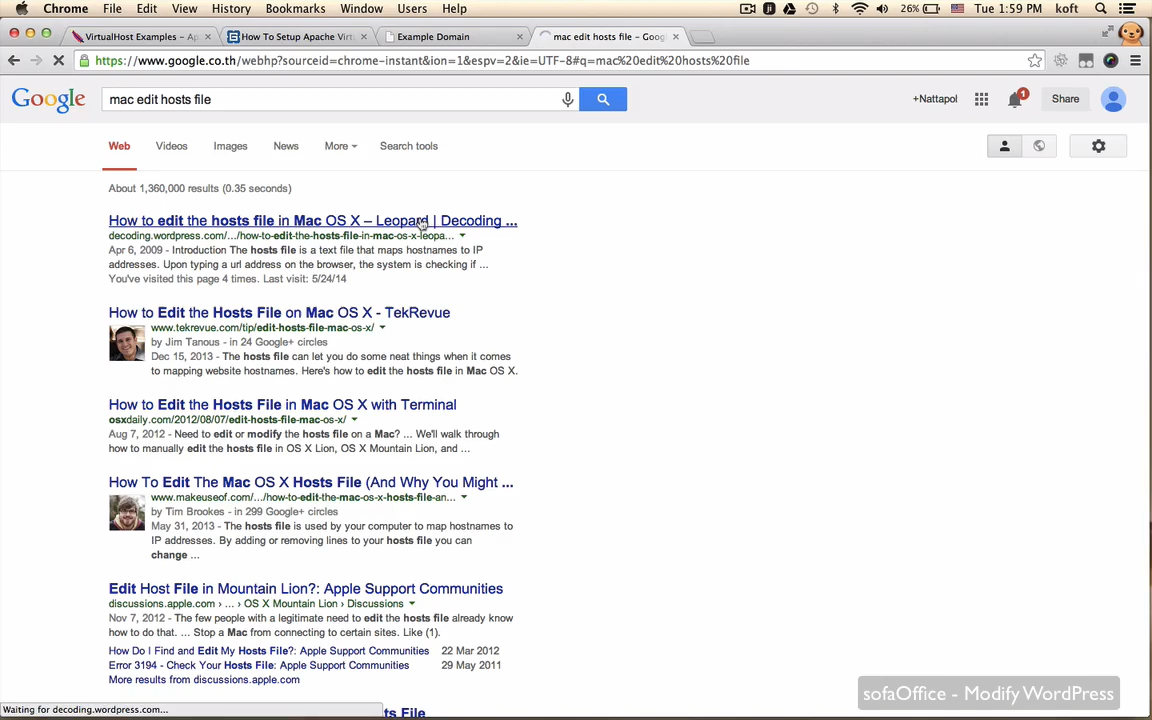 Chrome File Edit View History Bookmarks Window Users Help 26% Tue 1:59 PM koft
VirtualHost Examples – Ap How To Setup Apache Virtu Example Domain mac edit hosts file - Goog
https://www.google.co.th/webhp?sourceid=chrome-instant&ion=1&espv=2&ie=UTF-8#q=mac%20edit%20hosts%20file
Google mac edit hosts file +Nattapol 1 Share
Web Videos Images News More Search tools
About 1,360,000 results (0.35 seconds)
How to edit the hosts file in Mac OS X – Leopard | Decoding ...
decoding.wordpress.com/.../how-to-edit-the-hosts-file-in-mac-os-x-leopa...
Apr 6, 2009 - Introduction The hosts file is a text file that maps hostnames to IP
addresses. Upon typing a url address on the browser, the system is checking if ...
You've visited this page 4 times. Last visit: 5/24/14
How to Edit the Hosts File on Mac OS X - TekRevue
www.tekrevue.com/tip/edit-hosts-file-mac-os-x/
by Jim Tanous - in 24 Google+ circles
Dec 15, 2013 - The hosts file can let you do some neat things when it comes
to mapping website hostnames. Here's how to edit the hosts file in Mac OS X.
How to Edit the Hosts File in Mac OS X with Terminal
osxdaily.com/2012/08/07/edit-hosts-file-mac-os-x/
Aug 7, 2012 - Need to edit or modify the hosts file on a Mac? ... We'll walk through
how to manually edit the hosts file in OS X Lion, OS X Mountain Lion, and ...
How To Edit The Mac OS X Hosts File (And Why You Might ...
www.makeuseof.com/.../how-to-edit-the-mac-os-x-hosts-file-an...
by Tim Brookes - in 299 Google+ circles
May 31, 2013 - The hosts file is used by your computer to map hostnames to
IP addresses. By adding or removing lines to your hosts file you can
change ...
Edit Host File in Mountain Lion?: Apple Support Communities
discussions.apple.com › ... › OS X Mountain Lion › Discussions
Nov 7, 2012 - The few people with a legitimate need to edit the hosts file already know
how to do that. ... Stop a Mac from connecting to certain sites. Like (1).
How Do I Find and Edit My Hosts File?: Apple Support Communities 22 Mar 2012
Error 3194 - Check Your Hosts File: Apple Support Communities 29 May 2011
More results from discussions.apple.com
sofaOffice - Modify WordPress
Waiting for decoding.wordpress.com... ts File